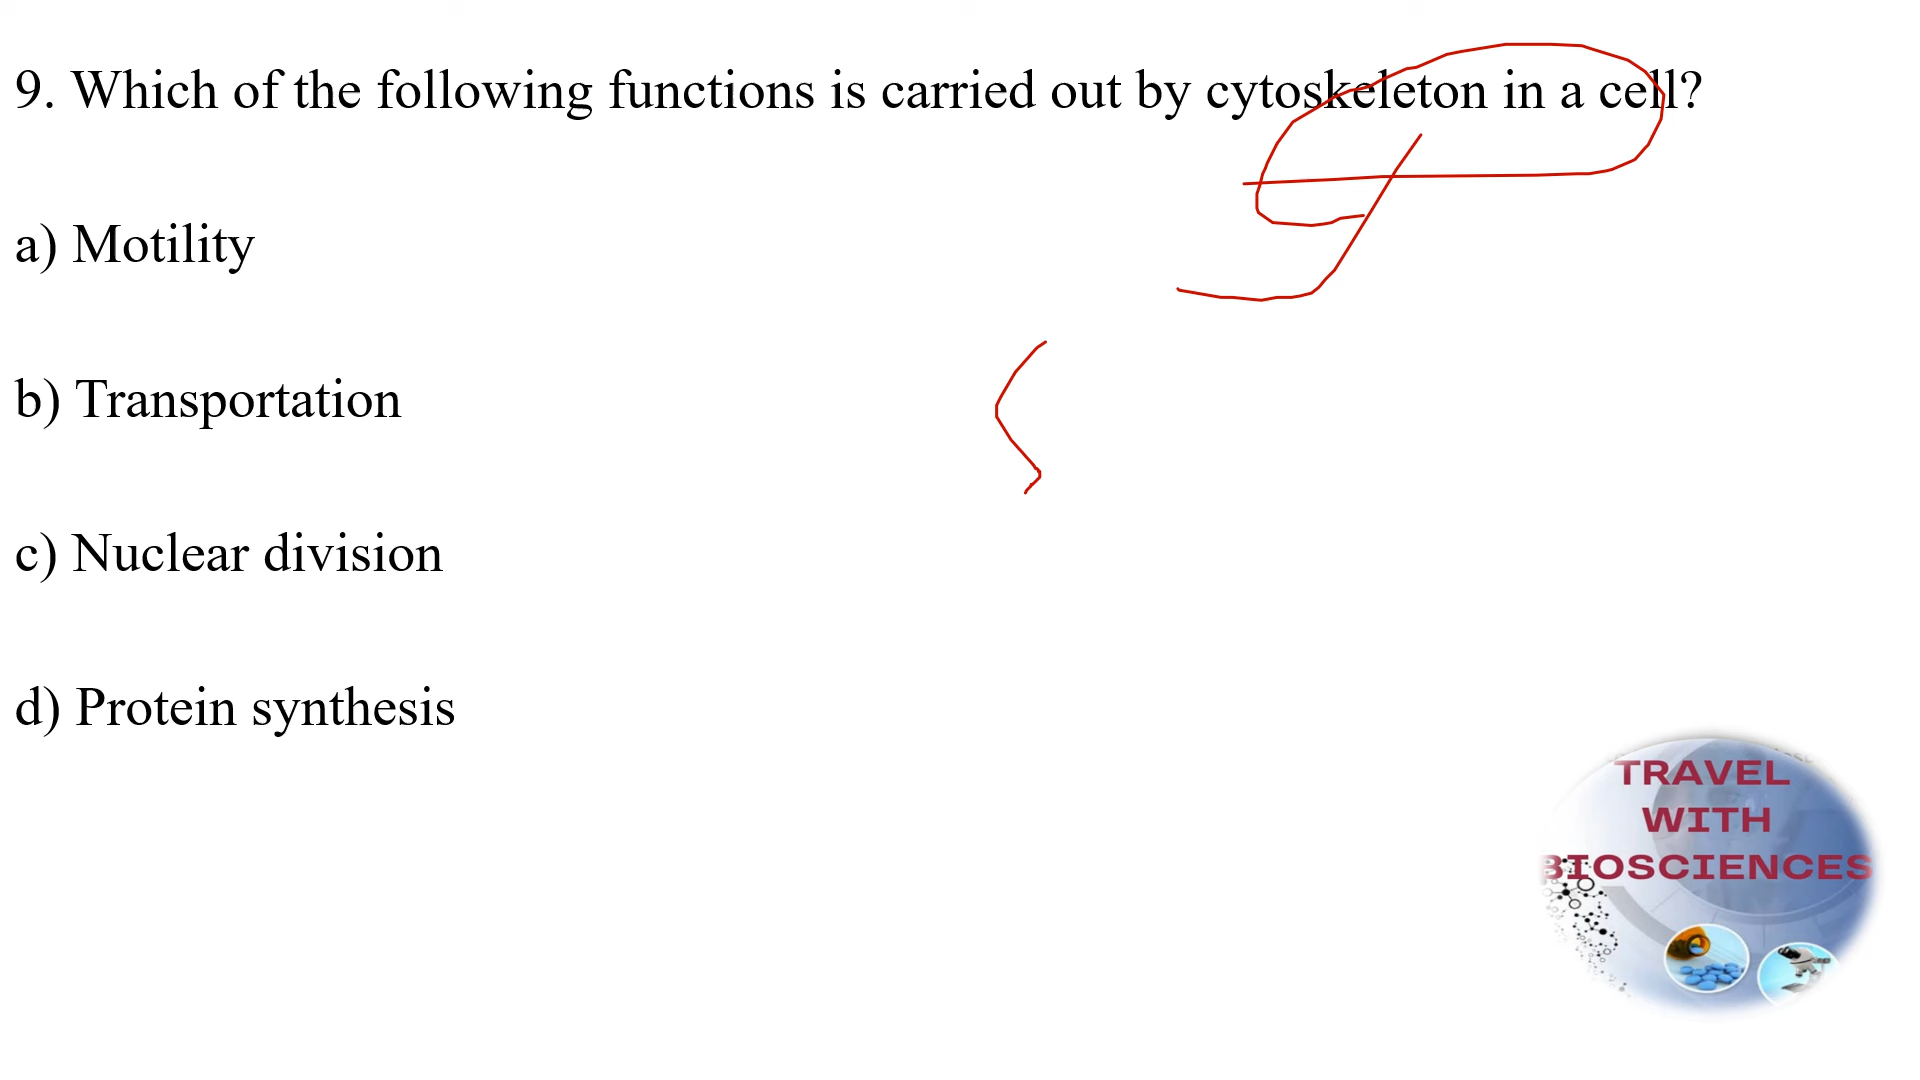 9. Which of the following functions is carried out by cytoskeleton in a cell?
a) Motility
b) Transportation
c) Nuclear division
d) Protein synthesis
TRAVEL
WITH
BIOSCIENCES